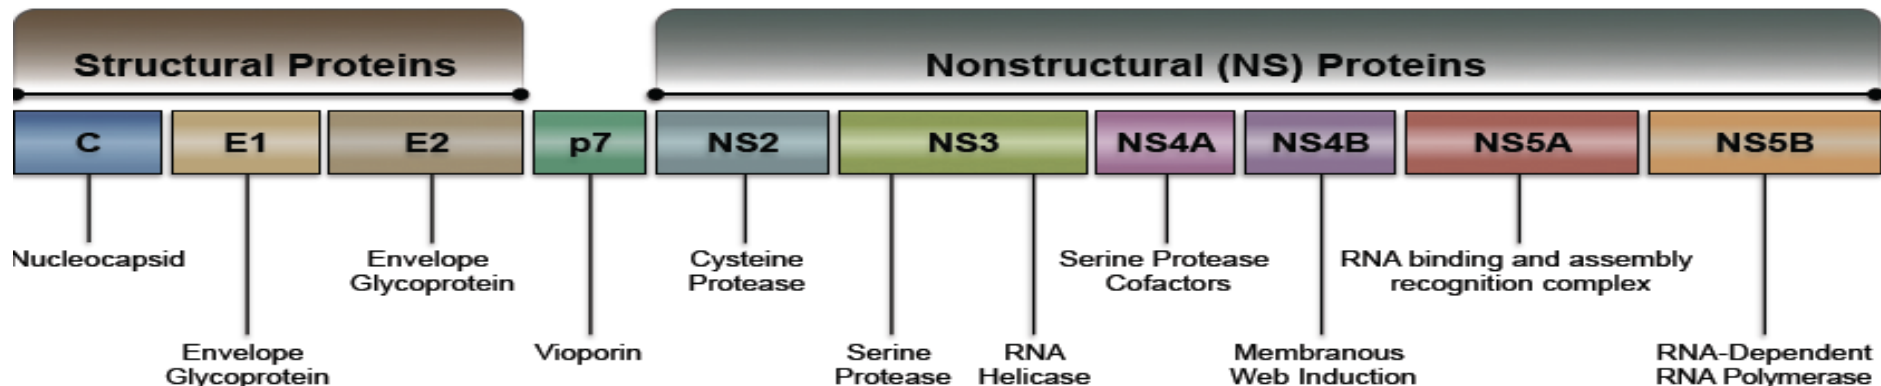 Structural Proteins
Nonstructural (NS) Proteins
C
E1
E2
p7
NS2
NS3
NS4A
NS4B
NS5A
NS5B
Nucleocapsid
Envelope
Glycoprotein
Envelope
Glycoprotein
Vioporin
Cysteine
Protease
Serine
Protease
RNA
Helicase
Serine Protease
Cofactors
Membranous
Web Induction
RNA binding and assembly
recognition complex
RNA-Dependent
RNA Polymerase